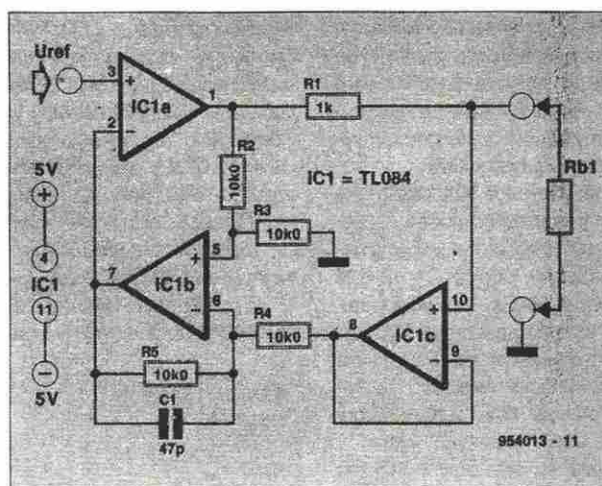 Uref
3
+
IC1a
1
2
−
R1
1k
5V
+
R2
10k0
IC1 = TL084
Rb1
R3
10k0
4
IC1
11
−
5V
7
IC1b
+
5
−
6
R4
10k0
8
IC1c
+
10
−
9
R5
10k0
C1
47p
954013 - 11